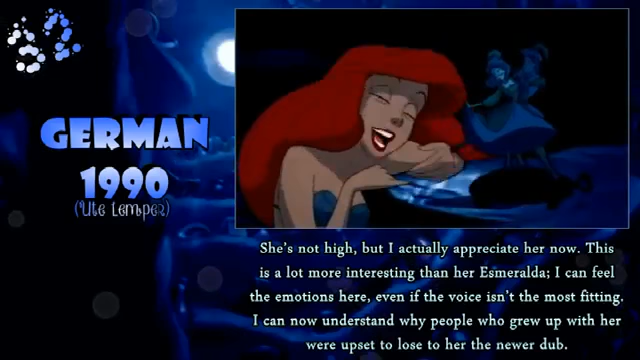 52
GERMAN
1990
(Ute Lemper)
She's not high, but I actually appreciate her now. This
is a lot more interesting than her Esmeralda; I can feel
the emotions here, even if the voice isn't the most fitting.
I can now understand why people who grew up with her
were upset to lose to her the newer dub.